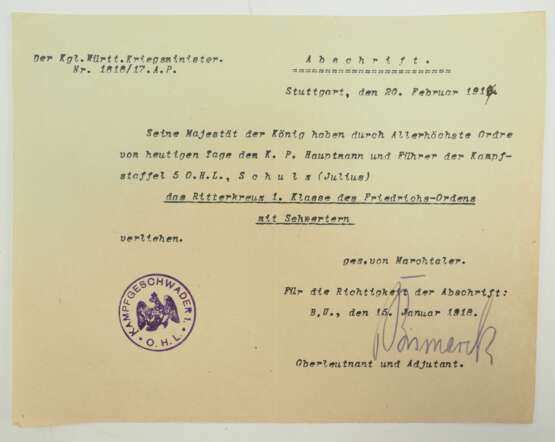 Der Kgl.Württ.Kriegsminister.
Nr. 1818/17.A.P.
A b s c h r i f t .
=======================
Stuttgart, den 20. Februar 1917.
Seine Majestät der König haben durch Allerhöchste Ordre
vom heutigen Tage dem K. P. Hauptmann und Führer der Kampf-
staffel 5 O.H.L., S c h u l z (Julius)
das Ritterkreuz 1. Klasse des Friedrichs-Ordens
mit Schwertern
verliehen.
gez.von Marchtaler.
Für die Richtigkeit der Abschrift:
B.U., den 15. Januar 1918.
Bismarck
Oberleutnant und Adjutant.
KAMPFGESCHWADER I.
· O.H.L. ·